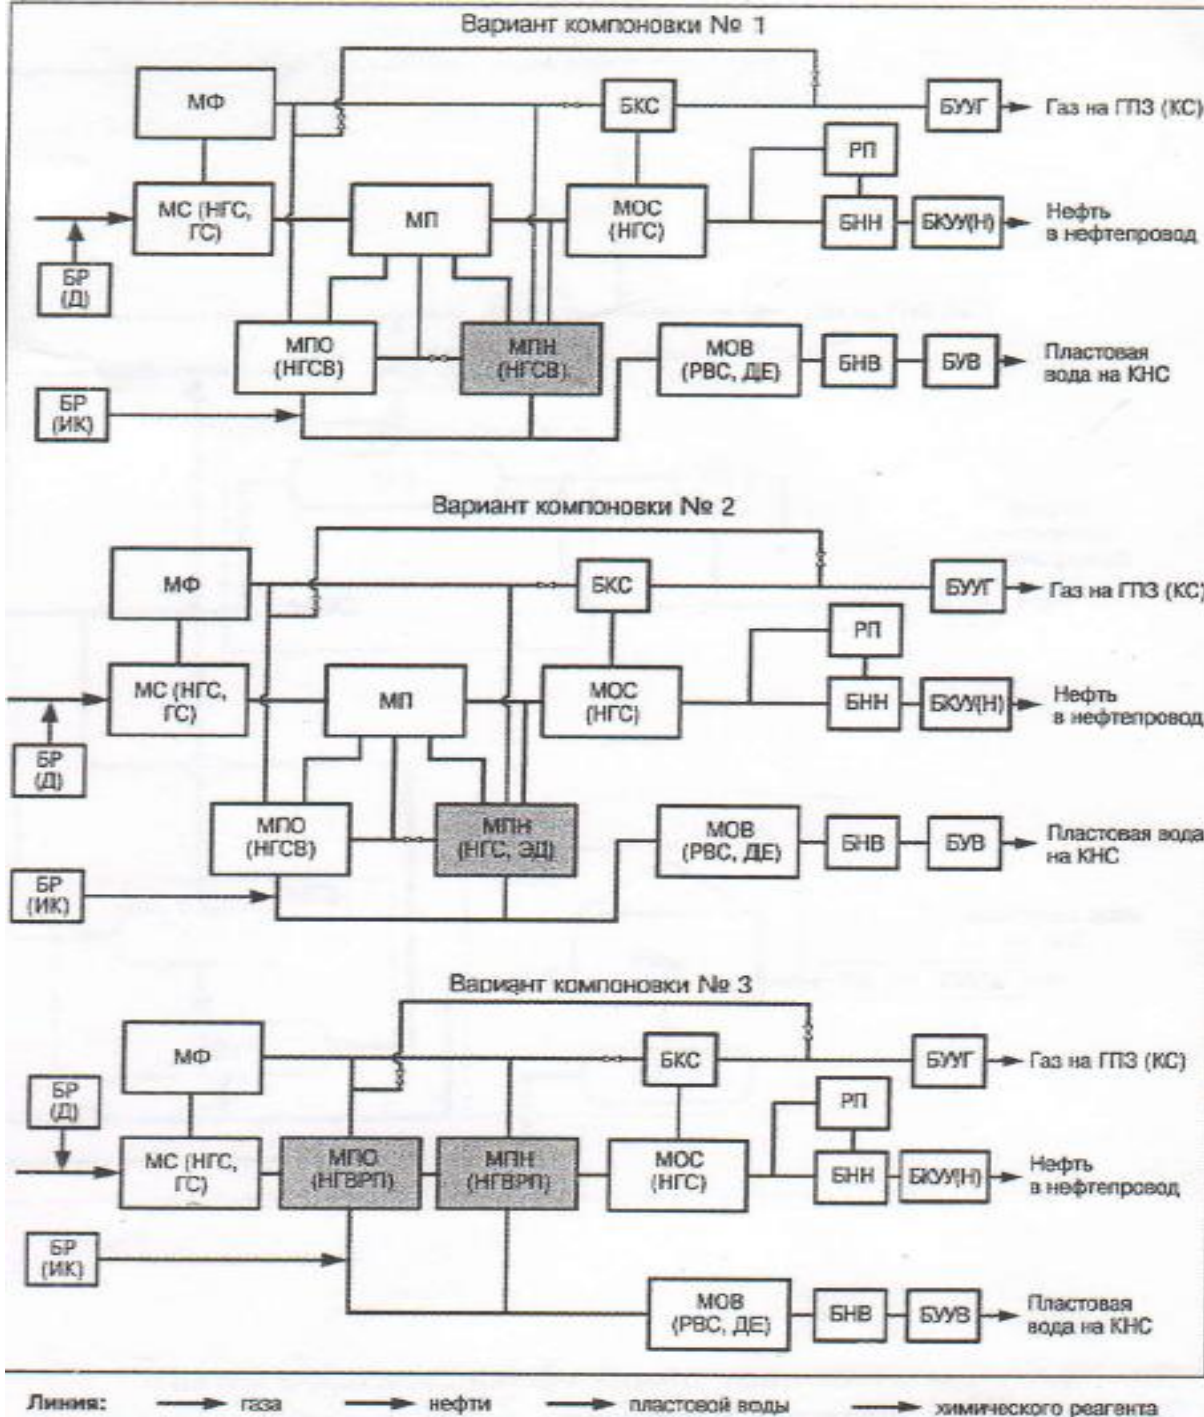 Вариант компоновки № 1
МФ
БКС
БУУГ
Газ на ГПЗ (КС)
РП
МС (НГС,
ГС)
МП
МОС
(НГС)
БНН
БКУУ(Н)
Нефть
в нефтепровод
БР
(Д)
МПО
(НГСВ)
МПН
(НГСВ)
МОВ
(РВС, ДЕ)
БНВ
БУВ
Пластовая
вода на КНС
БР
(ИК)
Вариант компоновки № 2
МФ
БКС
БУУГ
Газ на ГПЗ (КС)
РП
МС (НГС,
ГС)
МП
МОС
(НГС)
БНН
БКУУ(Н)
Нефть
в нефтепровод
БР
(Д)
МПО
(НГСВ)
МПН
(НГС, ЭД)
МОВ
(РВС, ДЕ)
БНВ
БУВ
Пластовая вода
на КНС
БР
(ИК)
Вариант компоновки № 3
МФ
БКС
БУУГ
Газ на ГПЗ (КС)
БР
(Д)
РП
МС (НГС,
ГС)
МПО
(НГВРП)
МПН
(НГВРП)
МОС
(НГС)
БНН
БКУУ(Н)
Нефть
в нефтепровод
БР
(ИК)
МОВ
(РВС, ДЕ)
БНВ
БУУВ
Пластовая
вода на КНС
Линия: газа нефти пластовой воды химического реагента